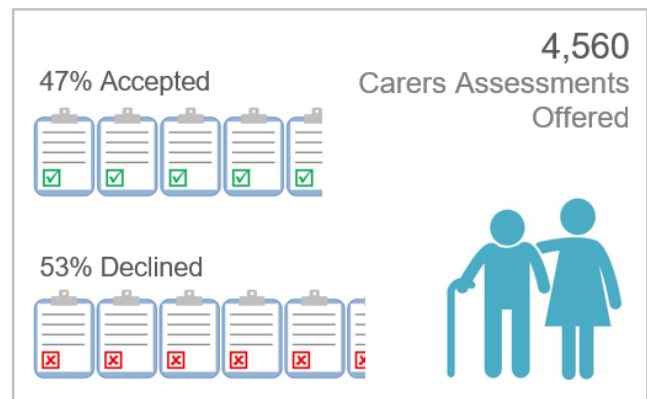 4,560
Carers Assessments
Offered
47% Accepted
53% Declined